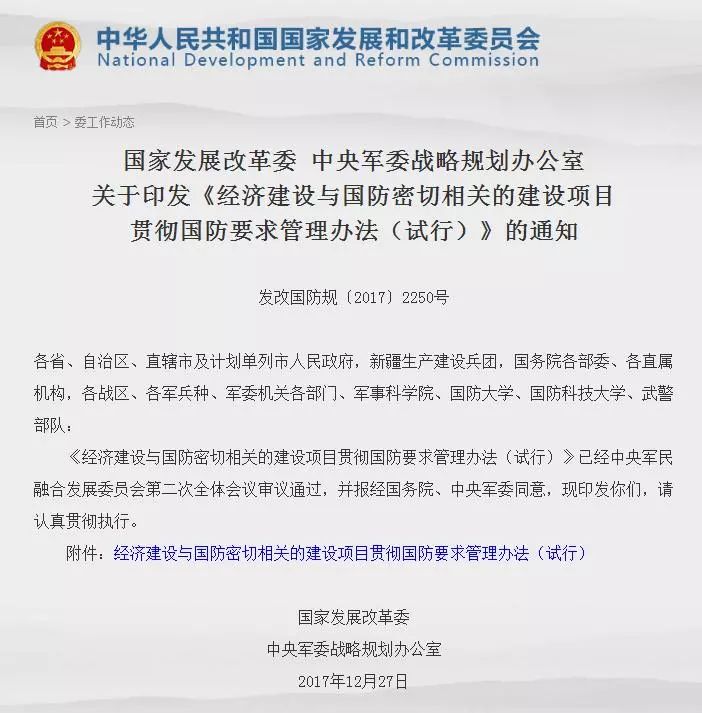 中华人民共和国国家发展和改革委员会
National Development and Reform Commission
首页 > 委工作动态
国家发展改革委 中央军委战略规划办公室
关于印发《经济建设与国防密切相关的建设项目
贯彻国防要求管理办法（试行）》的通知
发改国防规〔2017〕2250号
各省、自治区、直辖市及计划单列市人民政府，新疆生产建设兵团，国务院各部委、各直属
机构，各战区、各军兵种、军委机关各部门、军事科学院、国防大学、国防科技大学、武警
部队：
《经济建设与国防密切相关的建设项目贯彻国防要求管理办法（试行）》已经中央军民
融合发展委员会第二次全体会议审议通过，并报经国务院、中央军委同意，现印发你们，请
认真贯彻执行。
附件：经济建设与国防密切相关的建设项目贯彻国防要求管理办法（试行）
国家发展改革委
中央军委战略规划办公室
2017年12月27日